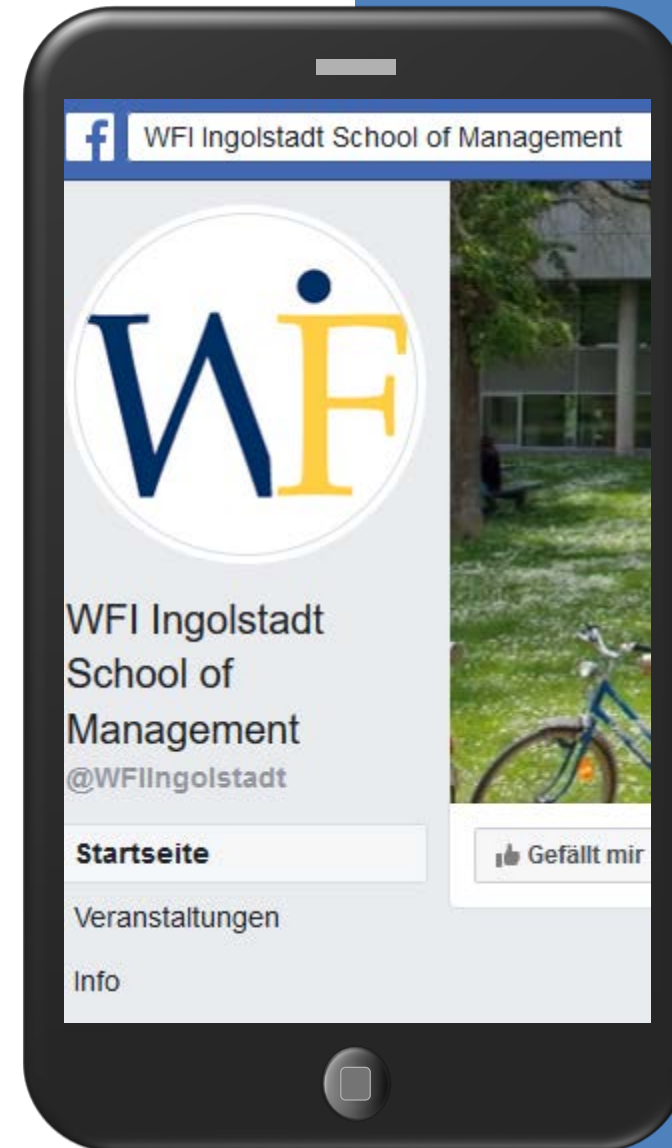 f WFI Ingolstadt School of Management
WFI
WFI Ingolstadt
School of
Management
@WFIIngolstadt
Startseite
Gefällt mir
Veranstaltungen
Info